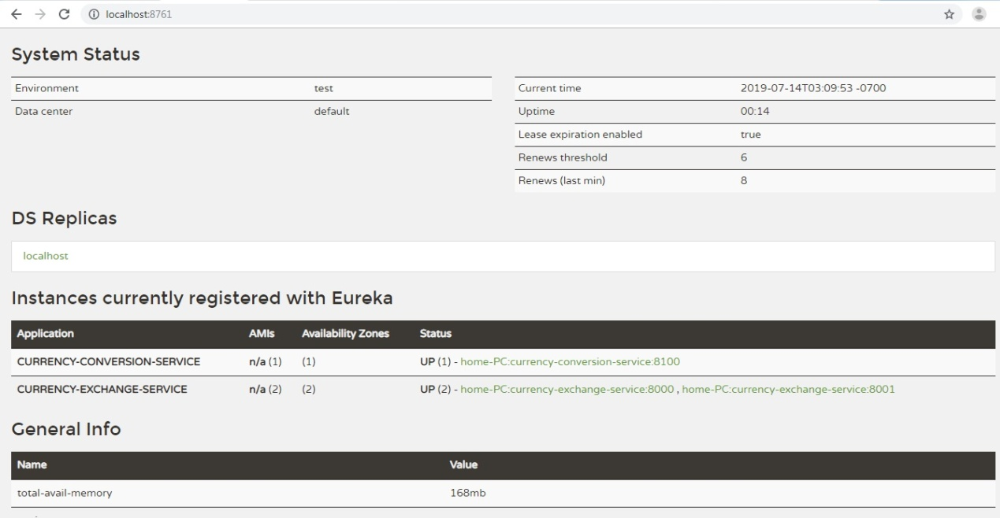 localhost:8761
System Status
Environment test
Data center default
Current time 2019-07-14T03:09:53 -0700
Uptime 00:14
Lease expiration enabled true
Renews threshold 6
Renews (last min) 8
DS Replicas
localhost
Instances currently registered with Eureka
Application AMIs Availability Zones Status
CURRENCY-CONVERSION-SERVICE n/a (1) (1) UP (1) - home-PC:currency-conversion-service:8100
CURRENCY-EXCHANGE-SERVICE n/a (2) (2) UP (2) - home-PC:currency-exchange-service:8000 , home-PC:currency-exchange-service:8001
General Info
Name Value
total-avail-memory 168mb